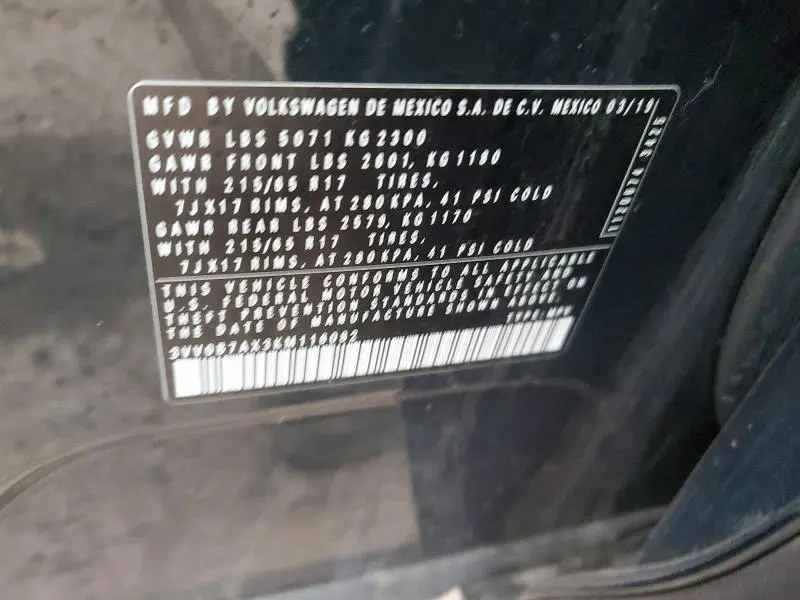 MFD BY VOLKSWAGEN DE MEXICO S.A. DE C.V. MEXICO 03/19
GVWR LBS 5071 KG 2300
GAWR FRONT LBS 2601, KG 1180
WITH 215/65 R17 TIRES,
7JX17 RIMS, AT 280 KPA, 41 PSI COLD
GAWR REAR LBS 2579, KG 1170
WITH 215/65 R17 TIRES,
7JX17 RIMS, AT 280 KPA, 41 PSI COLD
THIS VEHICLE CONFORMS TO ALL APPLICABLE
U.S. FEDERAL MOTOR VEHICLE SAFETY AND
THEFT PREVENTION STANDARDS IN EFFECT ON
THE DATE OF MANUFACTURE SHOWN ABOVE.
TYPE: MPV